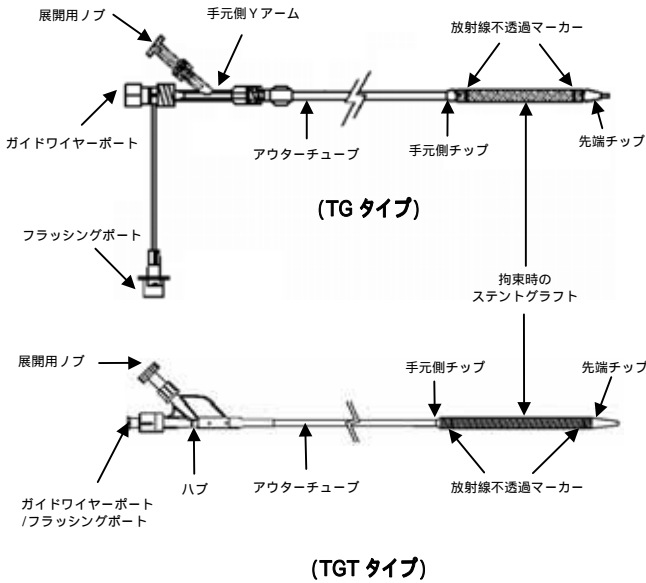 展開用ノブ
手元側Yアーム
放射線不透過マーカー
ガイドワイヤーポート
アウターチューブ
手元側チップ
先端チップ
(TG タイプ)
フラッシングポート
拘束時の
ステントグラフト
展開用ノブ
手元側チップ
先端チップ
ガイドワイヤーポート
/フラッシングポート
ハブ
アウターチューブ
放射線不透過マーカー
(TGT タイプ)